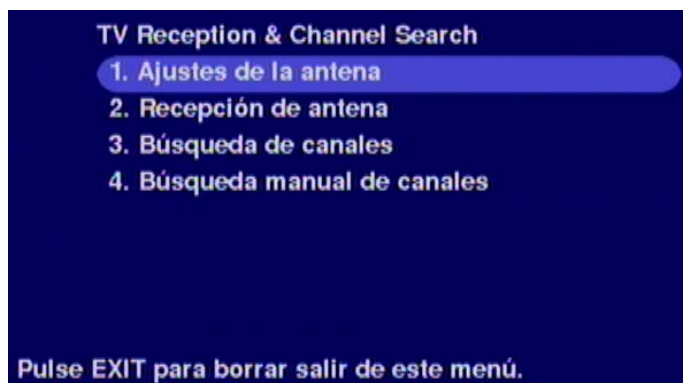 TV Reception & Channel Search
1. Ajustes de la antena
2. Recepción de antena
3. Búsqueda de canales
4. Búsqueda manual de canales
Pulse EXIT para borrar salir de este menú.